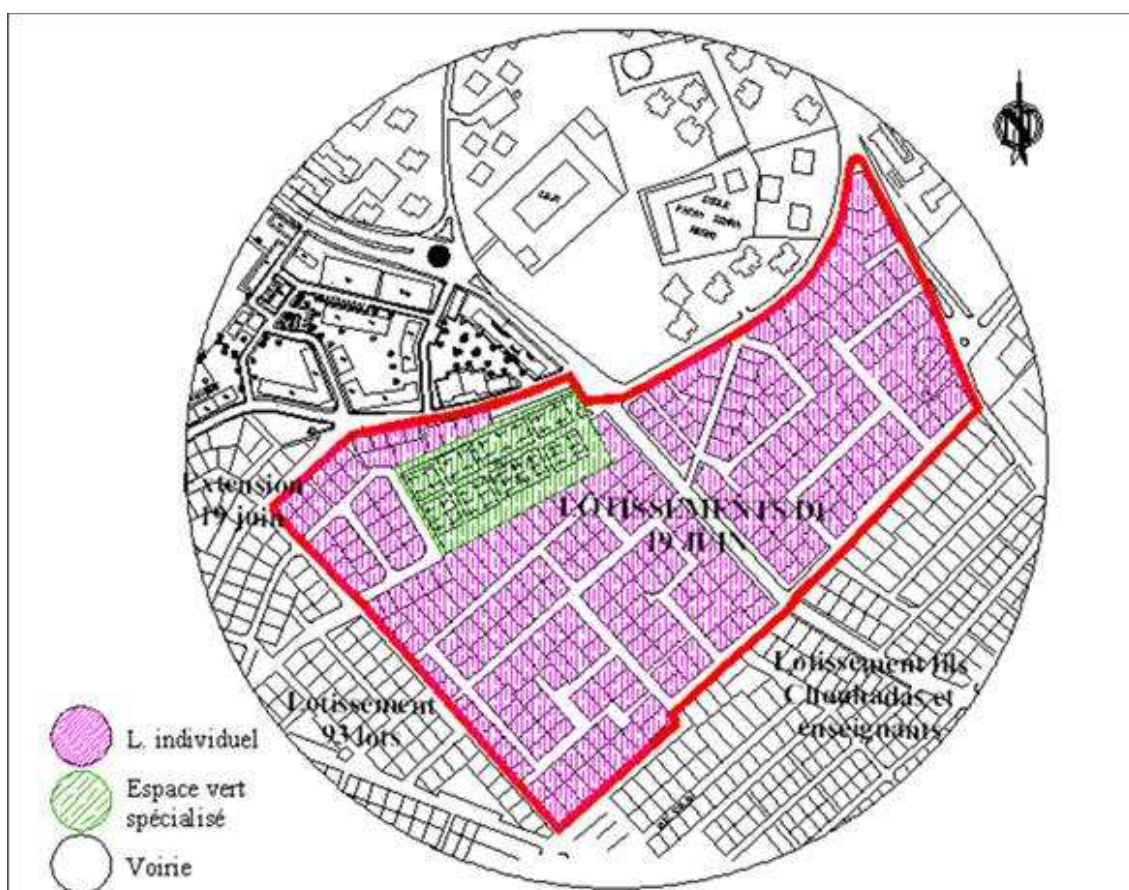 N
ECOLE
Extension
19 juin
LOTISSEMENTS DU
19 JUIN
Lotissement
93 lots
Lotissement fils
Chouhadas et
enseignants
L. individuel
Espace vert
spécialisé
Voirie